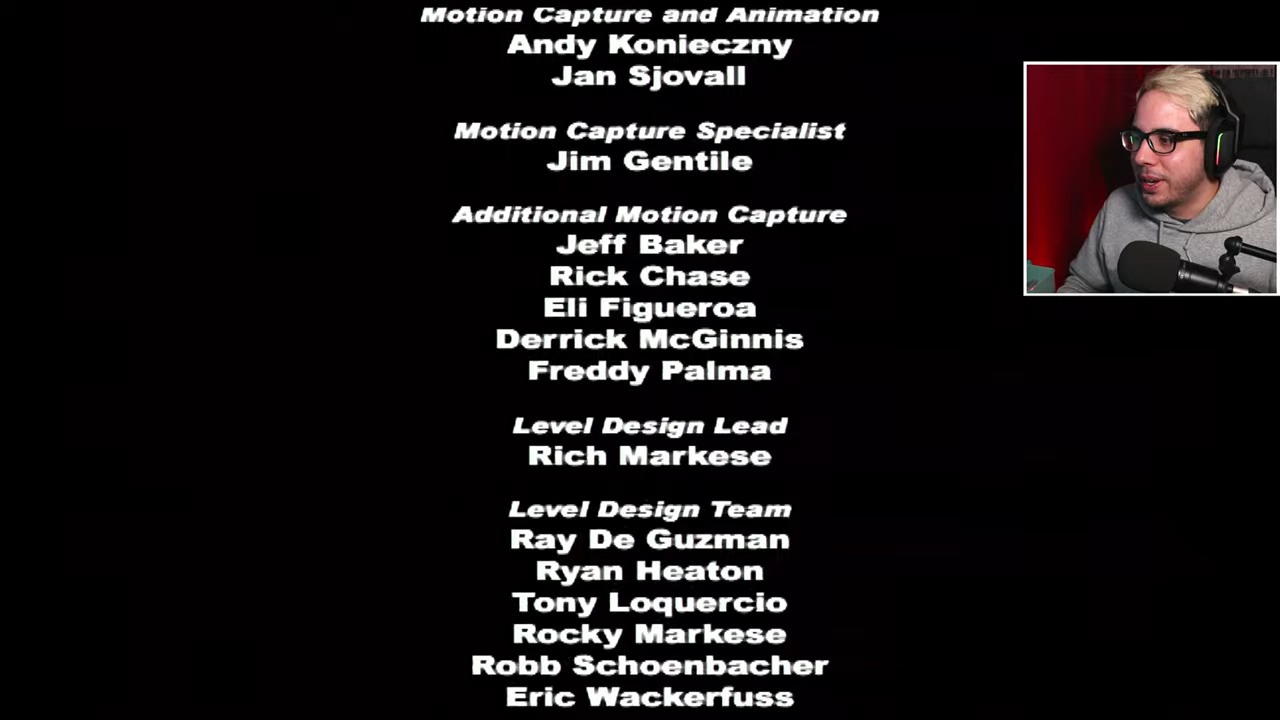 Motion Capture and Animation
Andy Konieczny
Jan Sjovall
Motion Capture Specialist
Jim Gentile
Additional Motion Capture
Jeff Baker
Rick Chase
Eli Figueroa
Derrick McGinnis
Freddy Palma
Level Design Lead
Rich Markese
Level Design Team
Ray De Guzman
Ryan Heaton
Tony Loquercio
Rocky Markese
Robb Schoenbacher
Eric Wackerfuss